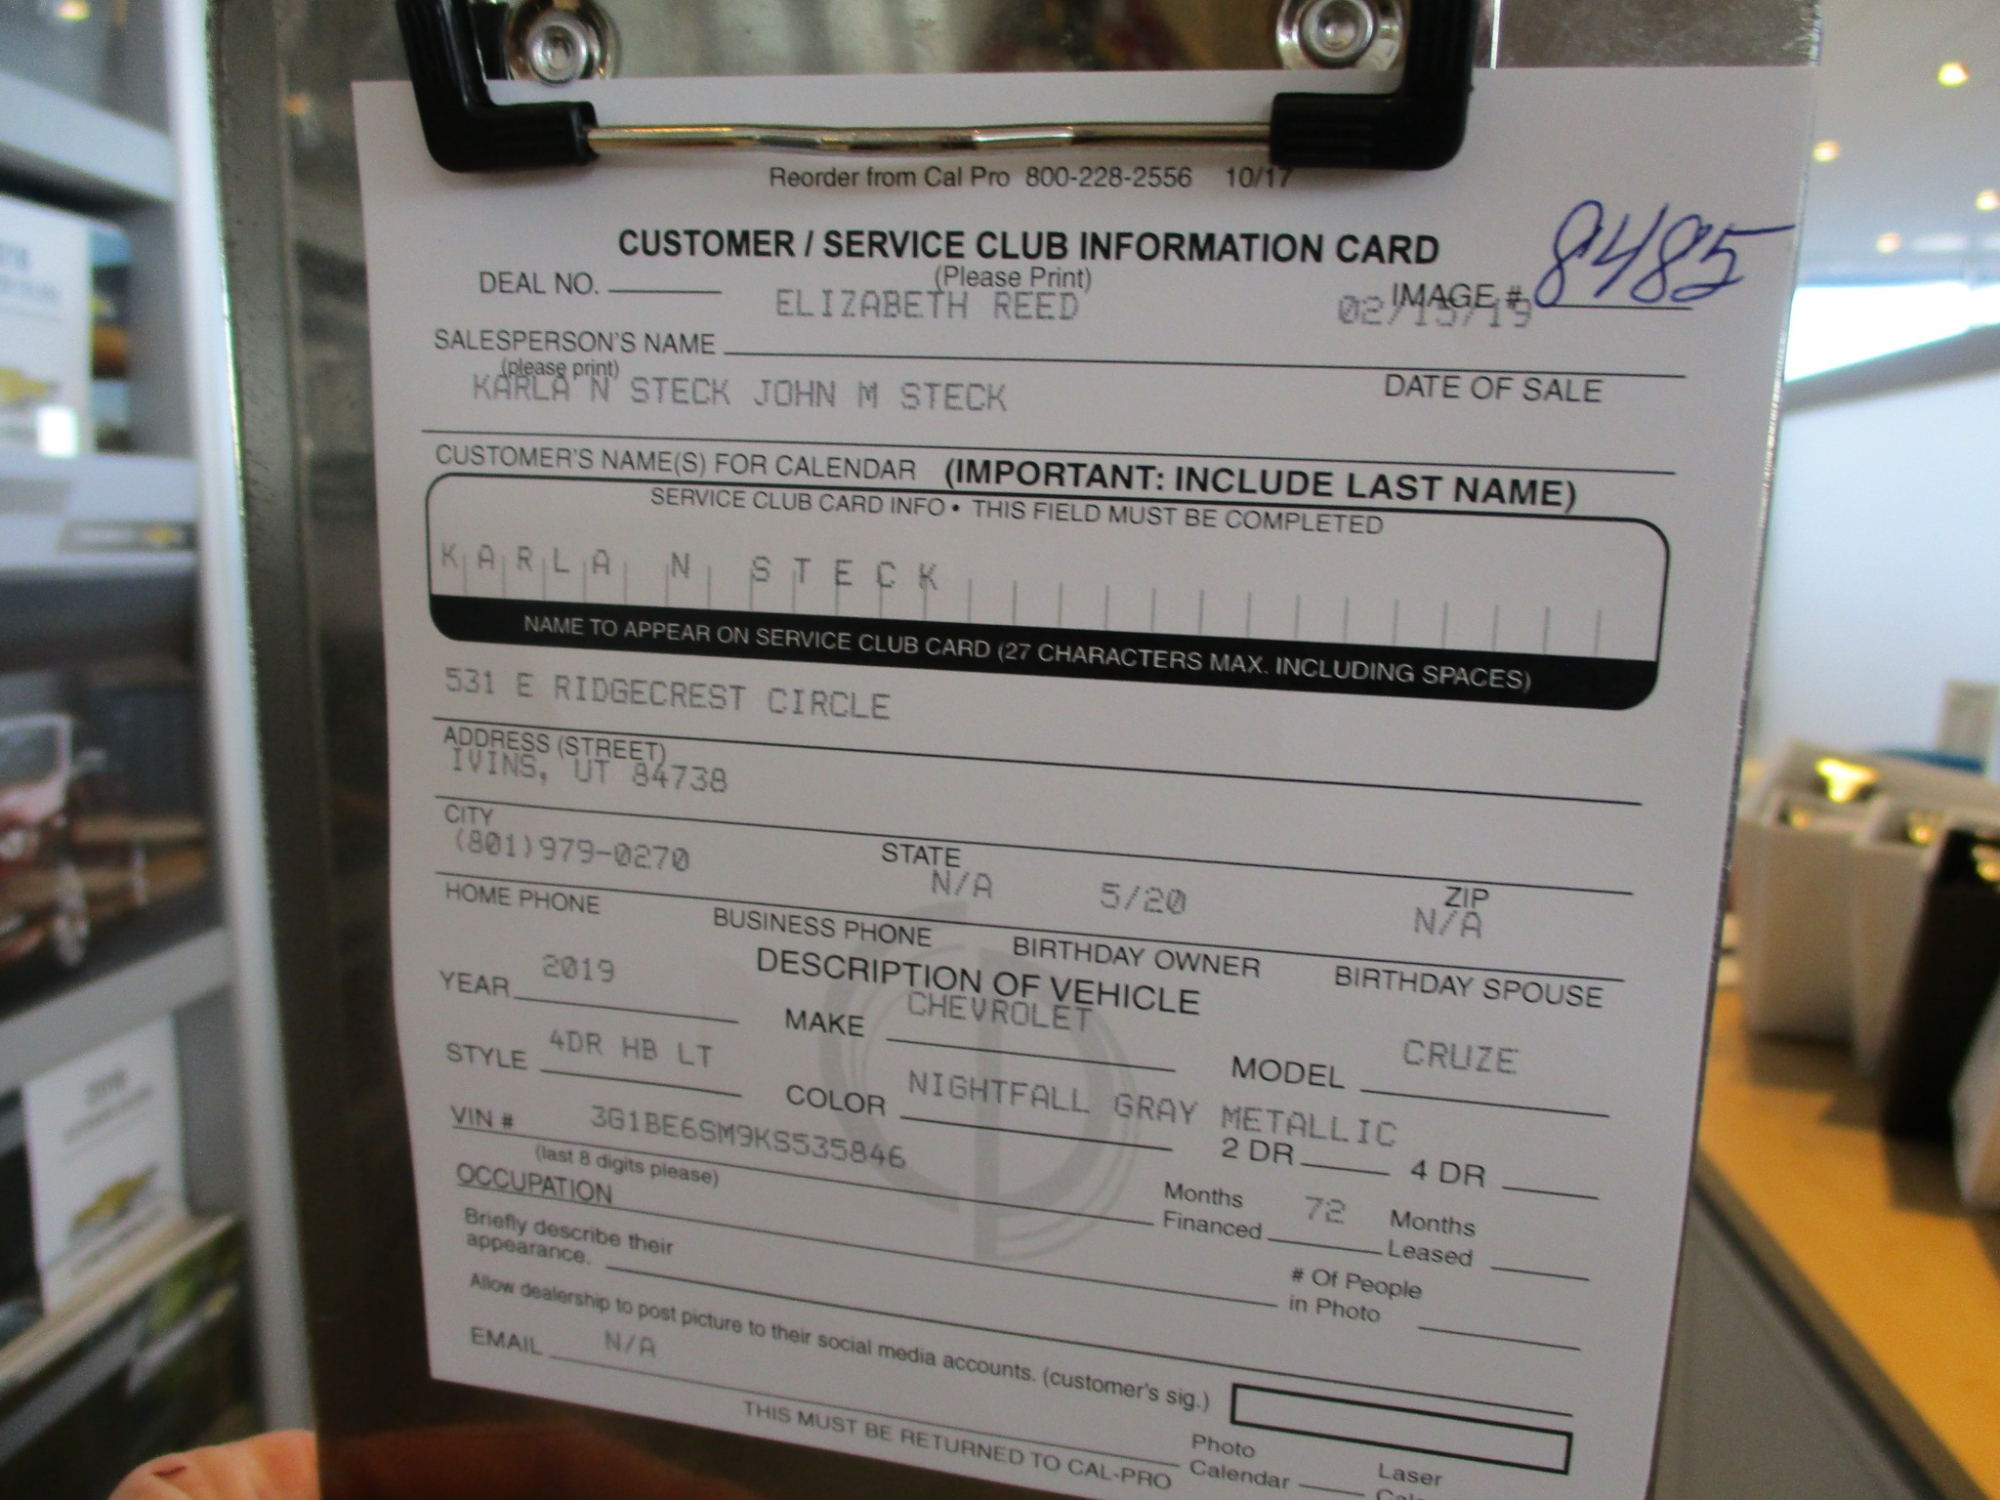 Reorder from Cal Pro 800-228-2556 10/17
CUSTOMER / SERVICE CLUB INFORMATION CARD
(Please Print)
DEAL NO.
IMAGE # 8485
ELIZABETH REED 02/15/19
SALESPERSON'S NAME
(please print)
DATE OF SALE
KARLA N STECK JOHN M STECK
CUSTOMER'S NAME(S) FOR CALENDAR (IMPORTANT: INCLUDE LAST NAME)
SERVICE CLUB CARD INFO • THIS FIELD MUST BE COMPLETED
KARLA N STECK
NAME TO APPEAR ON SERVICE CLUB CARD (27 CHARACTERS MAX. INCLUDING SPACES)
531 E RIDGECREST CIRCLE
ADDRESS (STREET)
IVINS, UT 84738
CITY STATE ZIP
(801)979-0270 N/A 5/20 N/A
HOME PHONE BUSINESS PHONE BIRTHDAY OWNER BIRTHDAY SPOUSE
DESCRIPTION OF VEHICLE
YEAR 2019 MAKE CHEVROLET MODEL CRUZE
STYLE 4DR HB LT COLOR NIGHTFALL GRAY METALLIC
2 DR 4 DR
VIN # 3G1BE6SM9KS535846
(last 8 digits please)
Months Financed 72 Months Leased
OCCUPATION
# Of People in Photo
Briefly describe their
appearance.
Allow dealership to post picture to their social media accounts. (customer's sig.)
EMAIL N/A
THIS MUST BE RETURNED TO CAL-PRO
Photo Calendar
Laser